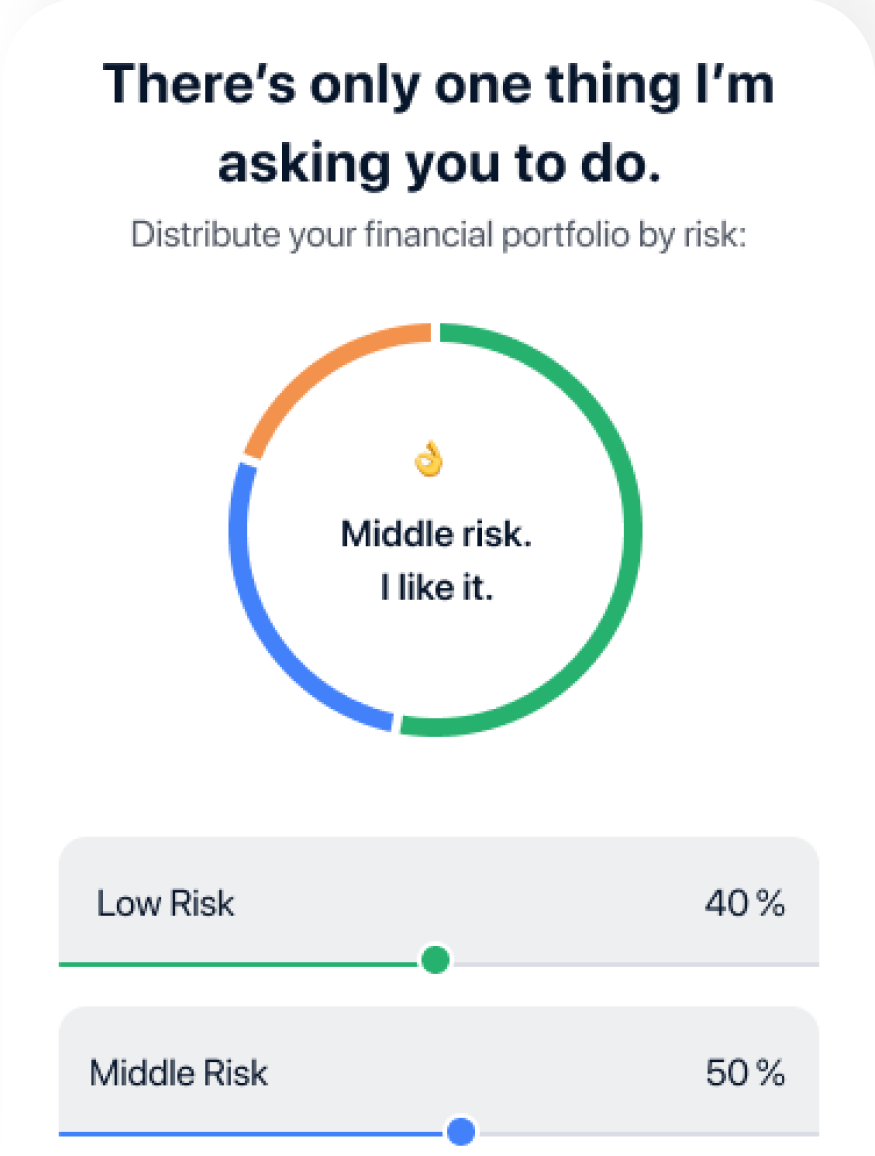 There’s only one thing I’m
asking you to do.
Distribute your financial portfolio by risk:
👌
Middle risk.
I like it.
Low Risk 40 %
Middle Risk 50 %